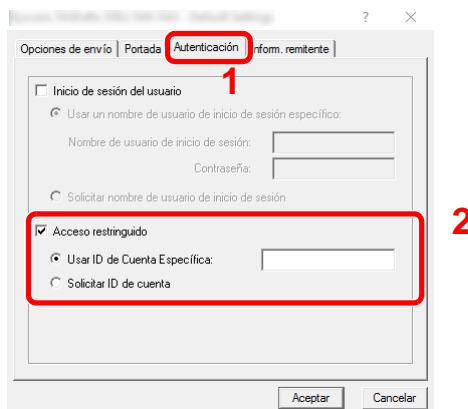 ? ×
Opciones de envío Portada Autenticación Inform. remitente
1
Inicio de sesión del usuario
Usar un nombre de usuario de inicio de sesión específico:
Nombre de usuario de inicio de sesión:
Contraseña:
Solicitar nombre de usuario de inicio de sesión
2
Acceso restringido
Usar ID de Cuenta Específica:
Solicitar ID de cuenta
Aceptar Cancelar